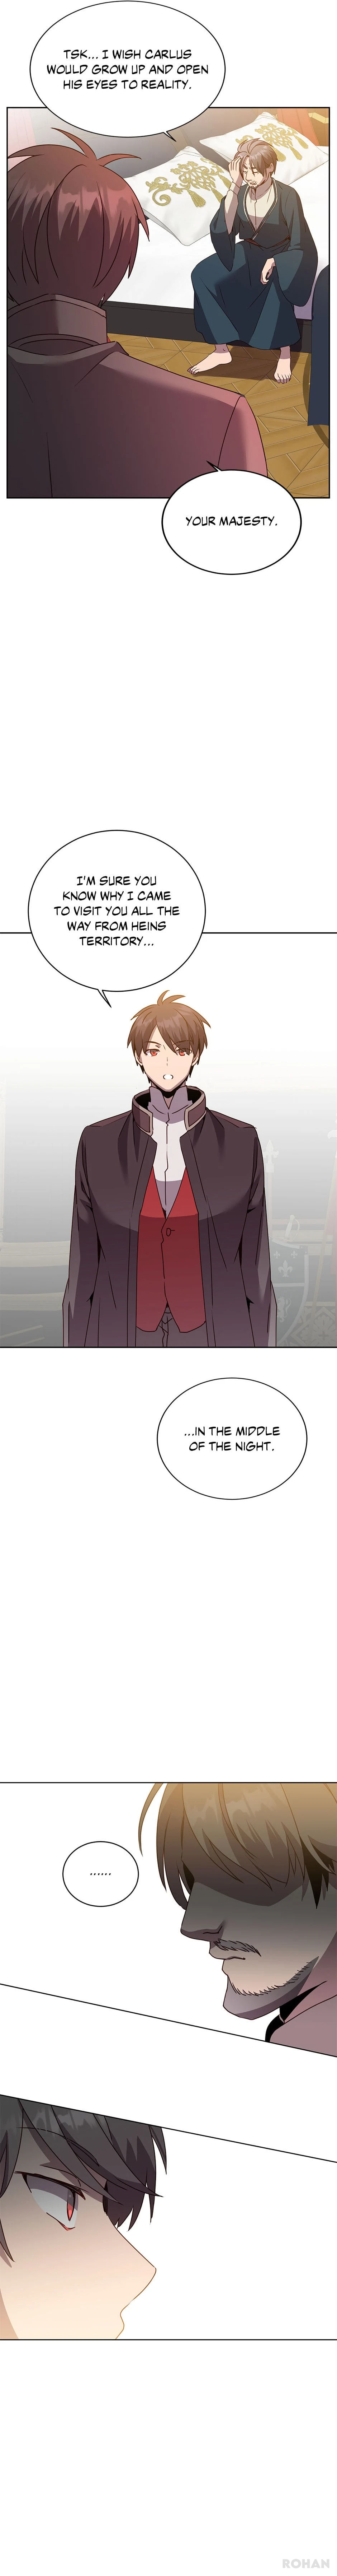 TSK... I WISH CARLUS
WOULD GROW UP AND OPEN
HIS EYES TO REALITY.
YOUR MAJESTY.
I'M SURE YOU
KNOW WHY I CAME
TO VISIT YOU ALL THE
WAY FROM HEINS
TERRITORY...
...IN THE MIDDLE
OF THE NIGHT.
......
ROHAN